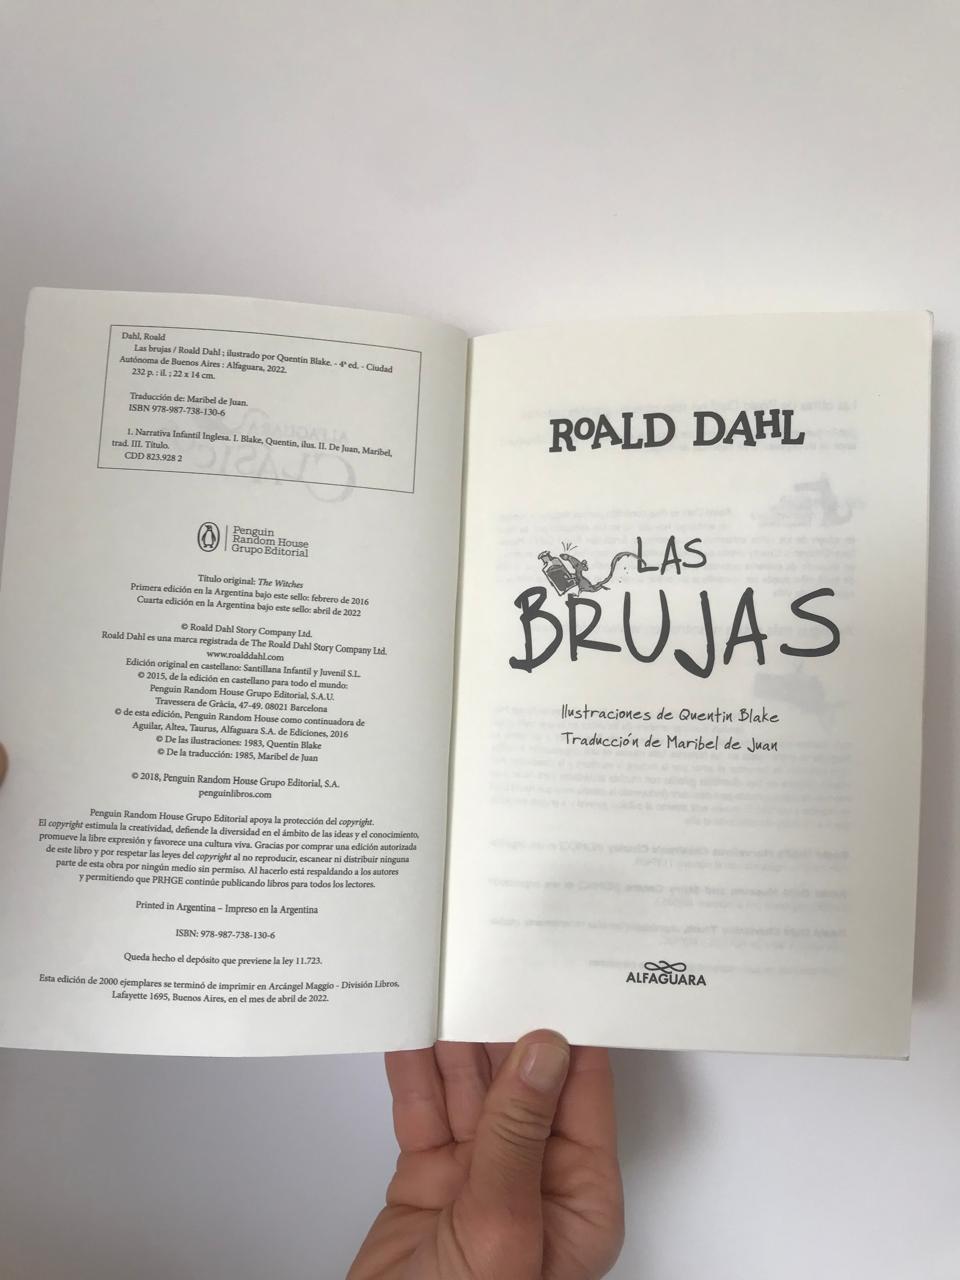 Dahl, Roald
Las brujas / Roald Dahl ; ilustrado por Quentin Blake. - 4ª ed. - Ciudad
Autónoma de Buenos Aires : Alfaguara, 2022.
232 p. : il. ; 22 x 14 cm.
Traducción de: Maribel de Juan.
ISBN 978-987-738-130-6
1. Narrativa Infantil Inglesa. I. Blake, Quentin, ilus. II. De Juan, Maribel,
trad. III. Título.
CDD 823.928 2
Penguin
Random House
Grupo Editorial
Título original: The Witches
Primera edición en la Argentina bajo este sello: febrero de 2016
Cuarta edición en la Argentina bajo este sello: abril de 2022
© Roald Dahl Story Company Ltd.
Roald Dahl es una marca registrada de The Roald Dahl Story Company Ltd.
www.roalddahl.com
Edición original en castellano: Santillana Infantil y Juvenil S.L.
© 2015, de la edición en castellano para todo el mundo:
Penguin Random House Grupo Editorial, S.A.U.
Travessera de Gràcia, 47-49. 08021 Barcelona
© de esta edición, Penguin Random House como continuadora de
Aguilar, Altea, Taurus, Alfaguara S.A. de Ediciones, 2016
© De las ilustraciones: 1983, Quentin Blake
© De la traducción: 1985, Maribel de Juan
© 2018, Penguin Random House Grupo Editorial, S.A.
penguinlibros.com
Penguin Random House Grupo Editorial apoya la protección del copyright.
El copyright estimula la creatividad, defiende la diversidad en el ámbito de las ideas y el conocimiento,
promueve la libre expresión y favorece una cultura viva. Gracias por comprar una edición autorizada
de este libro y por respetar las leyes del copyright al no reproducir, escanear ni distribuir ninguna
parte de esta obra por ningún medio sin permiso. Al hacerlo está respaldando a los autores
y permitiendo que PRHGE continúe publicando libros para todos los lectores.
Printed in Argentina – Impreso en la Argentina
ISBN: 978-987-738-130-6
Queda hecho el depósito que previene la ley 11.723.
Esta edición de 2000 ejemplares se terminó de imprimir en Arcángel Maggio - División Libros,
Lafayette 1695, Buenos Aires, en el mes de abril de 2022.
ROALD DAHL
LAS
BRUJAS
Ilustraciones de Quentin Blake
Traducción de Maribel de Juan
ALFAGUARA